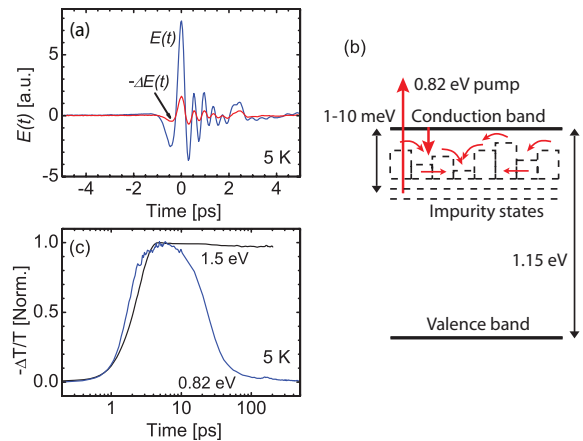 (a)
E(t)
-ΔE(t)
5 K
E(t) [a.u.]
5
0
-5
-4 -2 0 2 4
Time [ps]
(b)
0.82 eV pump
1-10 meV
Conduction band
Impurity states
1.15 eV
Valence band
(c)
1.5 eV
5 K
0.82 eV
-ΔT/T [Norm.]
1.0
0.5
0.0
1 10 100
Time [ps]